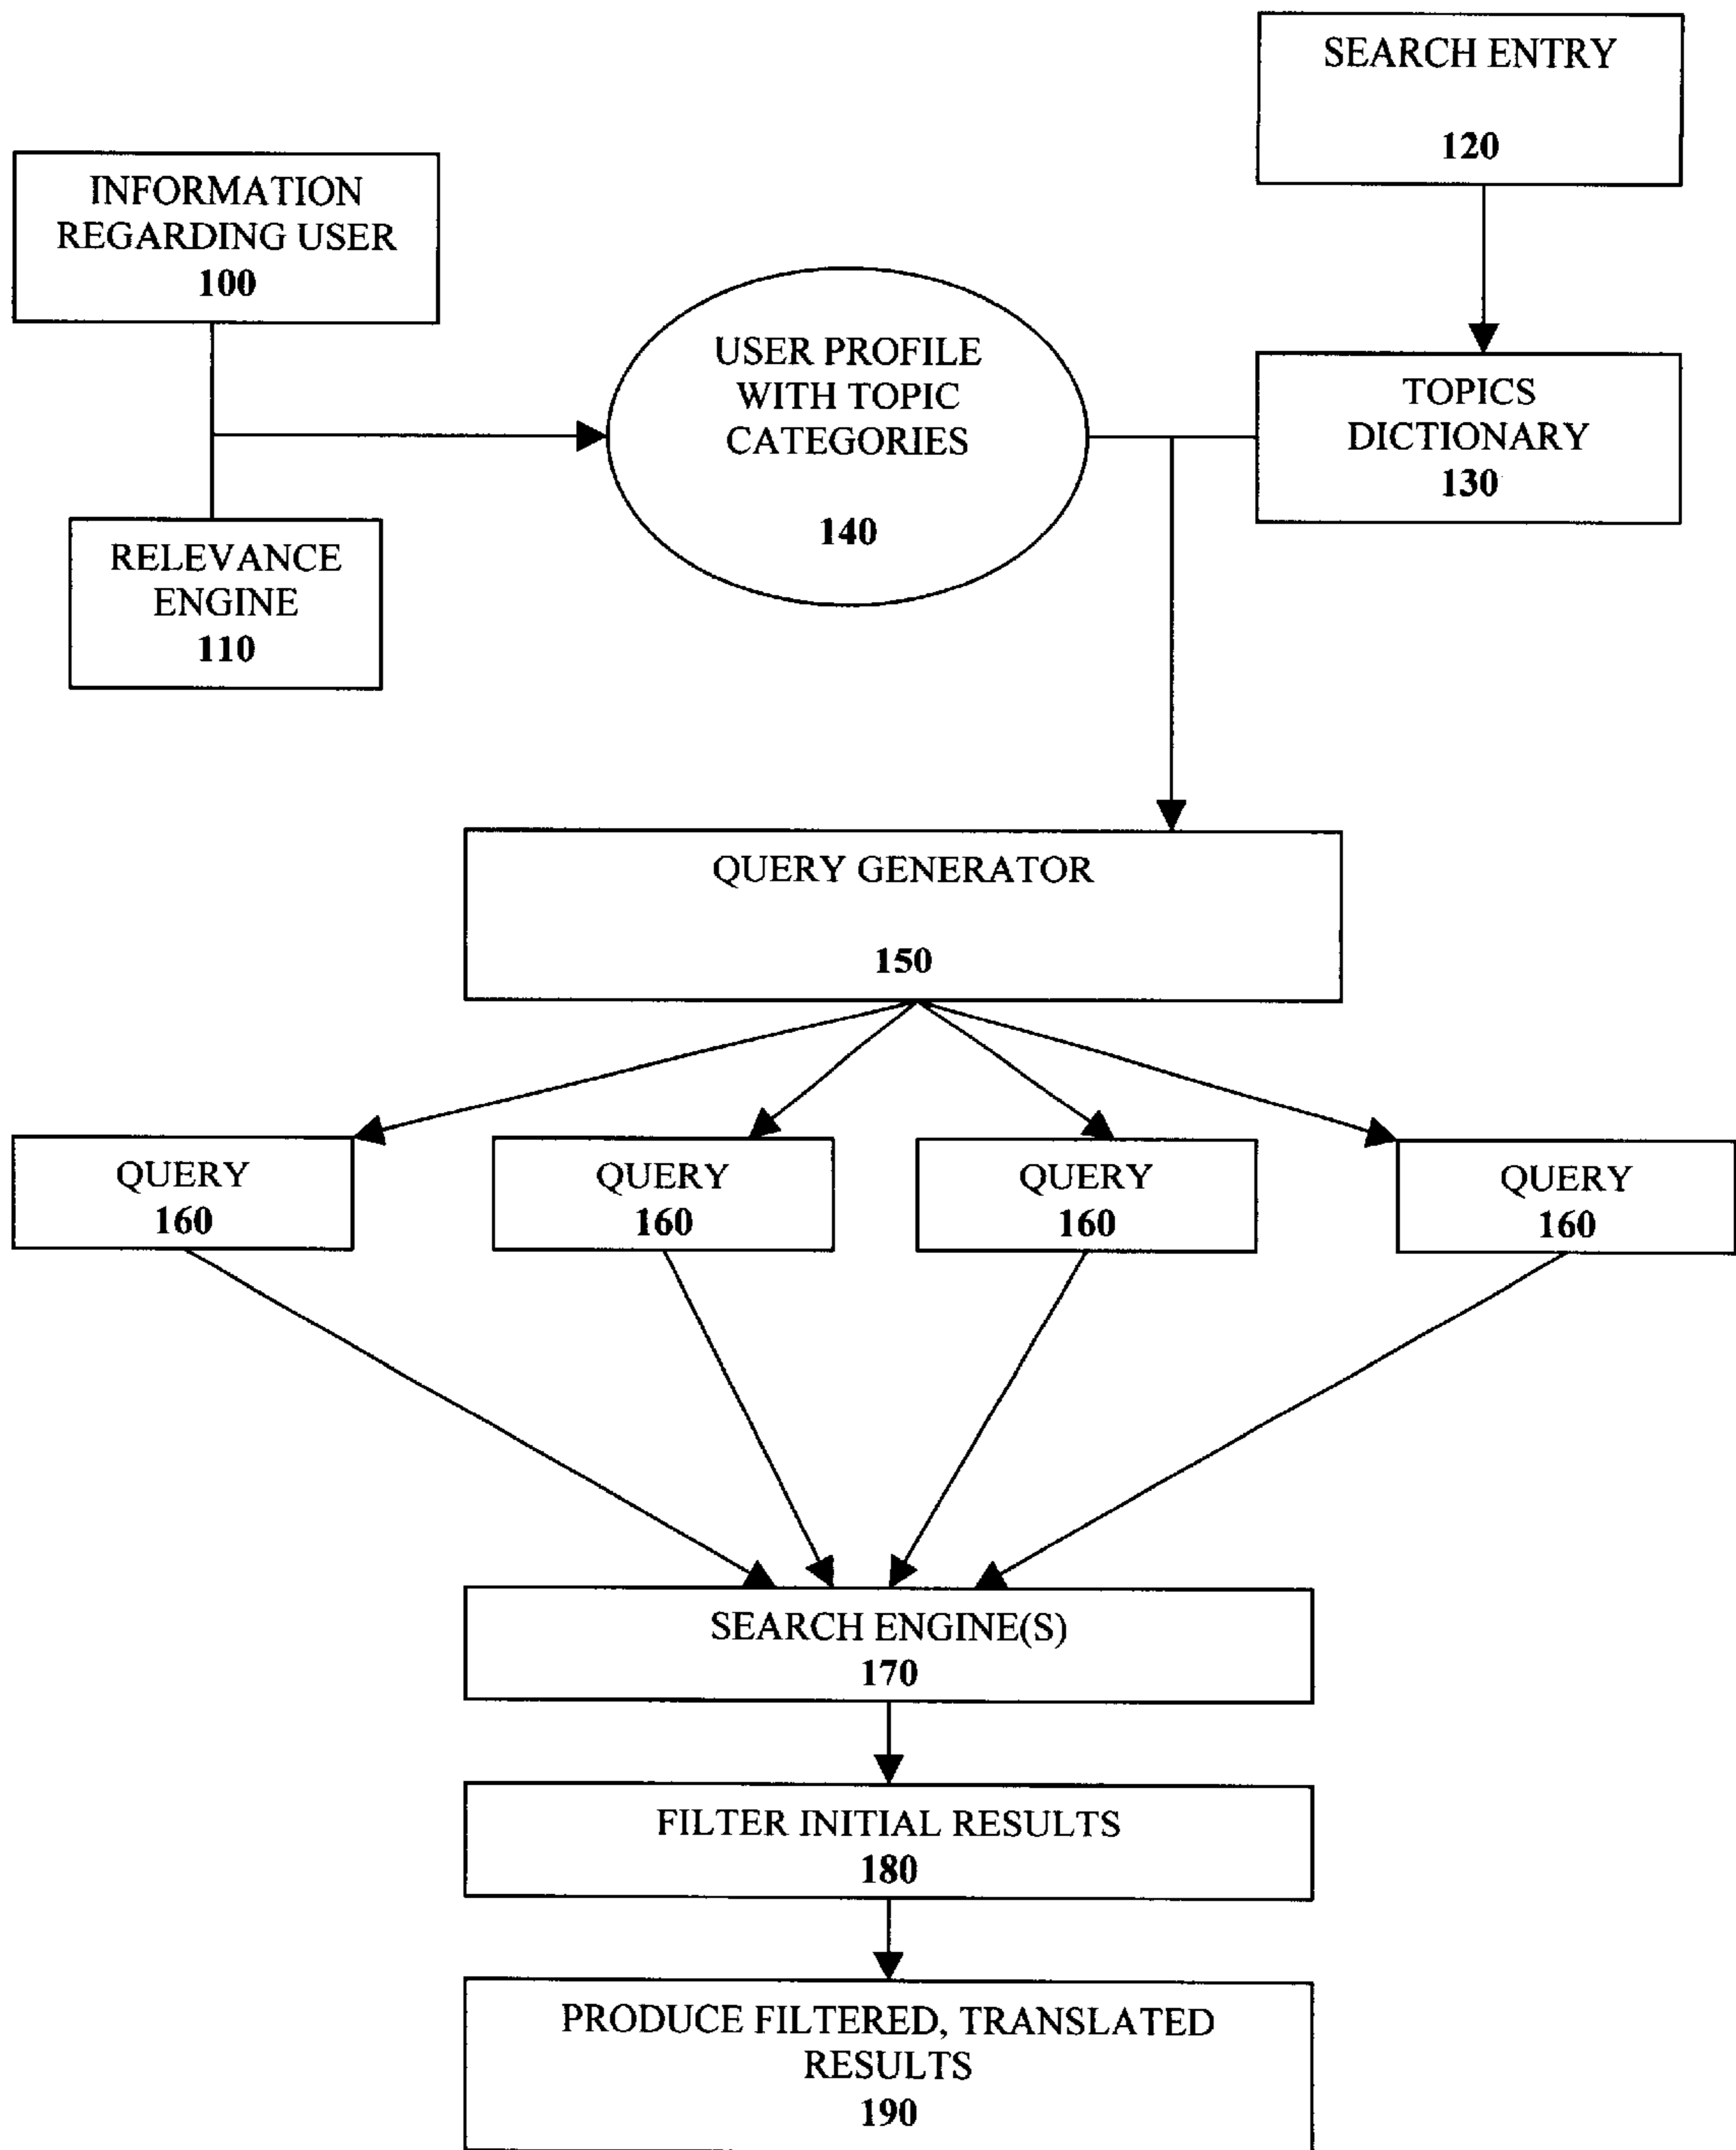 SEARCH ENTRY
120
INFORMATION
REGARDING USER
100
USER PROFILE
WITH TOPIC
CATEGORIES
140
TOPICS
DICTIONARY
130
RELEVANCE
ENGINE
110
QUERY GENERATOR
150
QUERY
160
QUERY
160
QUERY
160
QUERY
160
SEARCH ENGINE(S)
170
FILTER INITIAL RESULTS
180
PRODUCE FILTERED, TRANSLATED
RESULTS
190